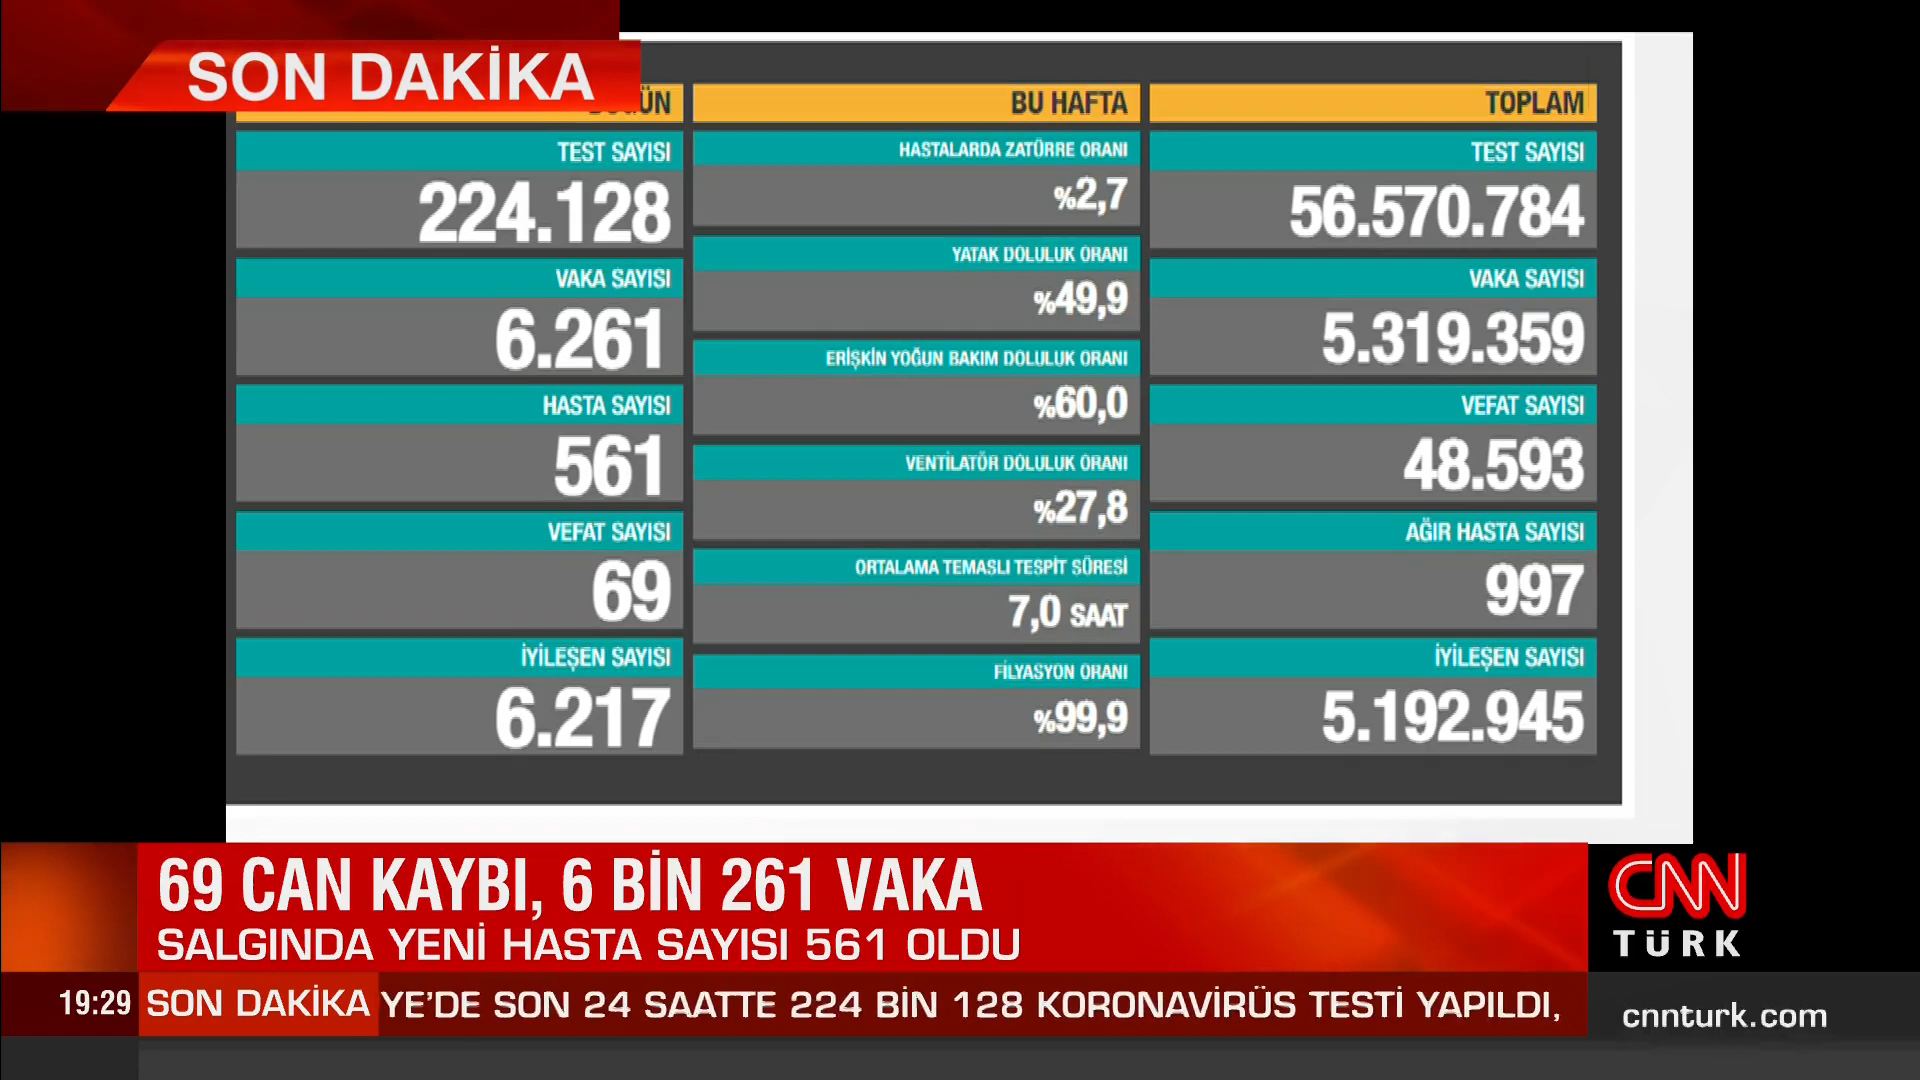 SON DAKİKA
BUGÜN
TEST SAYISI
224.128
VAKA SAYISI
6.261
HASTA SAYISI
561
VEFAT SAYISI
69
İYİLEŞEN SAYISI
6.217
BU HAFTA
HASTALARDA ZATÜRRE ORANI
%2,7
YATAK DOLULUK ORANI
%49,9
ERİŞKİN YOĞUN BAKIM DOLULUK ORANI
%60,0
VENTİLATÖR DOLULUK ORANI
%27,8
ORTALAMA TEMASLI TESPİT SÜRESİ
7,0 SAAT
FİLYASYON ORANI
%99,9
TOPLAM
TEST SAYISI
56.570.784
VAKA SAYISI
5.319.359
VEFAT SAYISI
48.593
AĞIR HASTA SAYISI
997
İYİLEŞEN SAYISI
5.192.945
69 CAN KAYBI, 6 BİN 261 VAKA
SALGINDA YENİ HASTA SAYISI 561 OLDU
CNN
TÜRK
19:29 SON DAKİKA YE'DE SON 24 SAATTE 224 BİN 128 KORONAVİRÜS TESTİ YAPILDI,
cnnturk.com